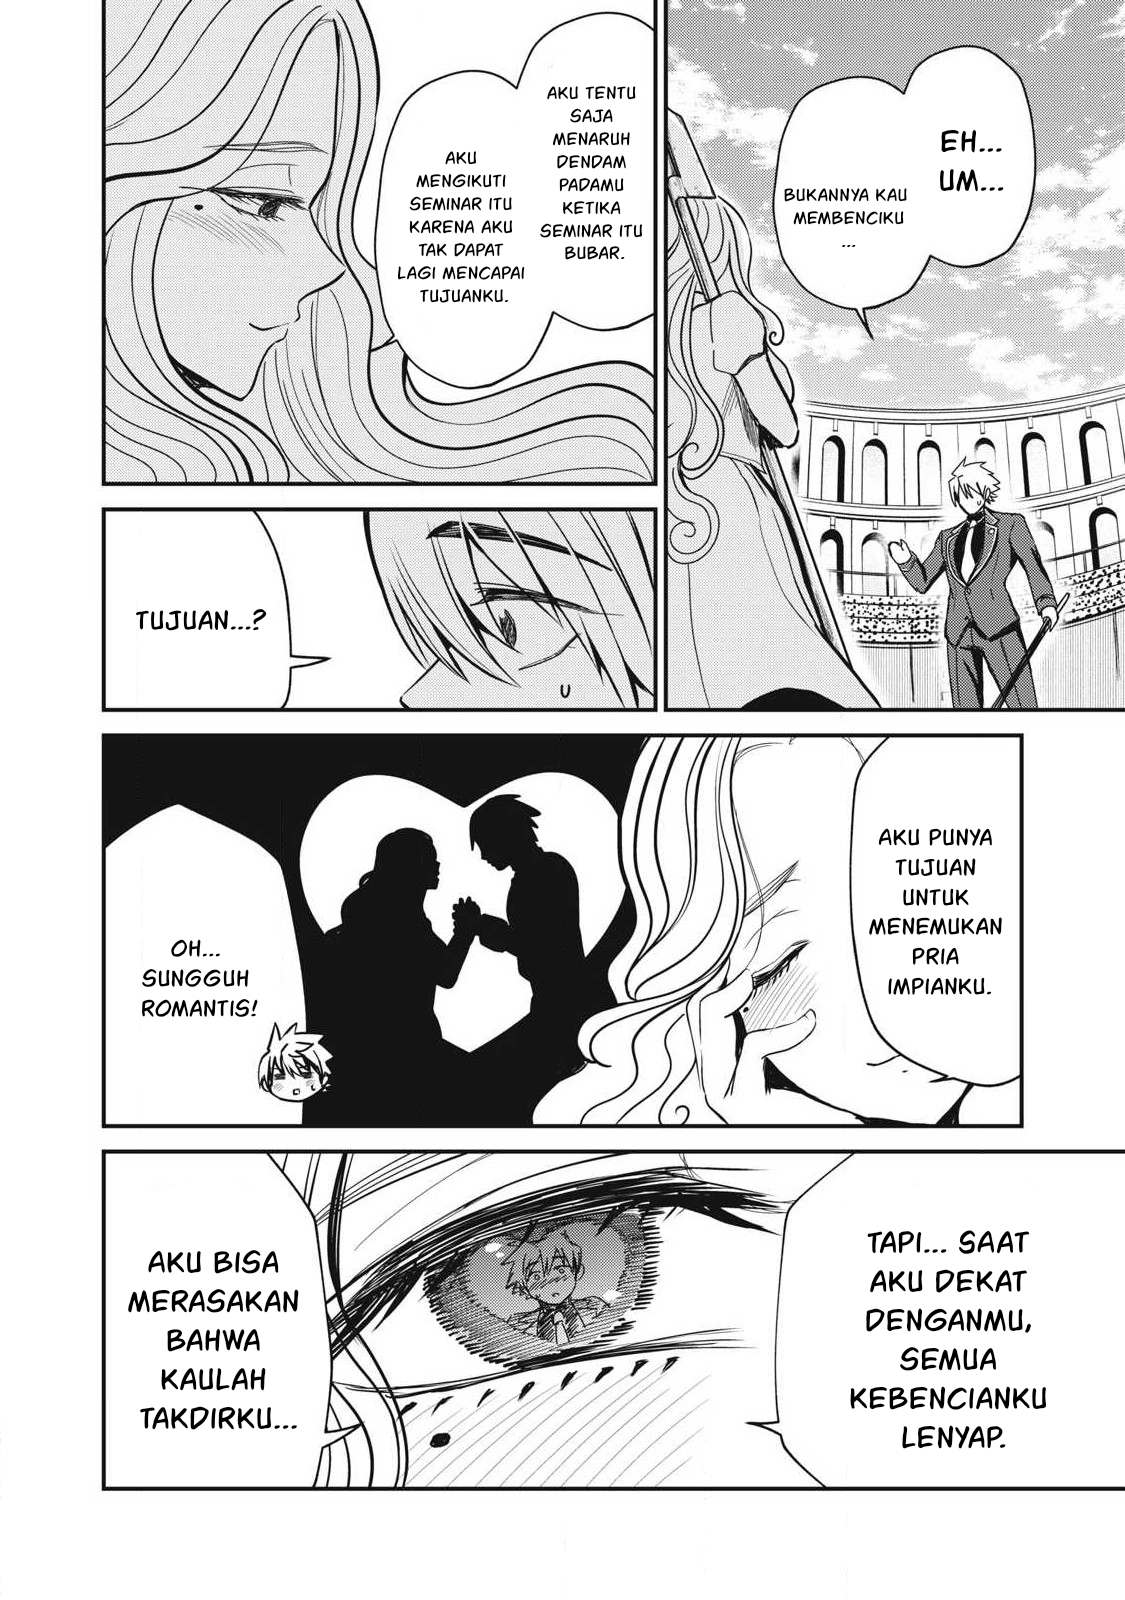 EH...
UM...
BUKANNYA KAU
MEMBENCIKU
...
AKU TENTU
SAJA
MENARUH
DENDAM
PADAMU
KETIKA
SEMINAR ITU
BUBAR.
AKU
MENGIKUTI
SEMINAR ITU
KARENA AKU
TAK DAPAT
LAGI MENCAPAI
TUJUANKU.
TUJUAN...?
AKU PUNYA
TUJUAN
UNTUK
MENEMUKAN
PRIA
IMPIANKU.
OH...
SUNGGUH
ROMANTIS!
TAPI... SAAT
AKU DEKAT
DENGANMU,
SEMUA
KEBENCIANKU
LENYAP.
AKU BISA
MERASAKAN
BAHWA
KAULAH
TAKDIRKU...